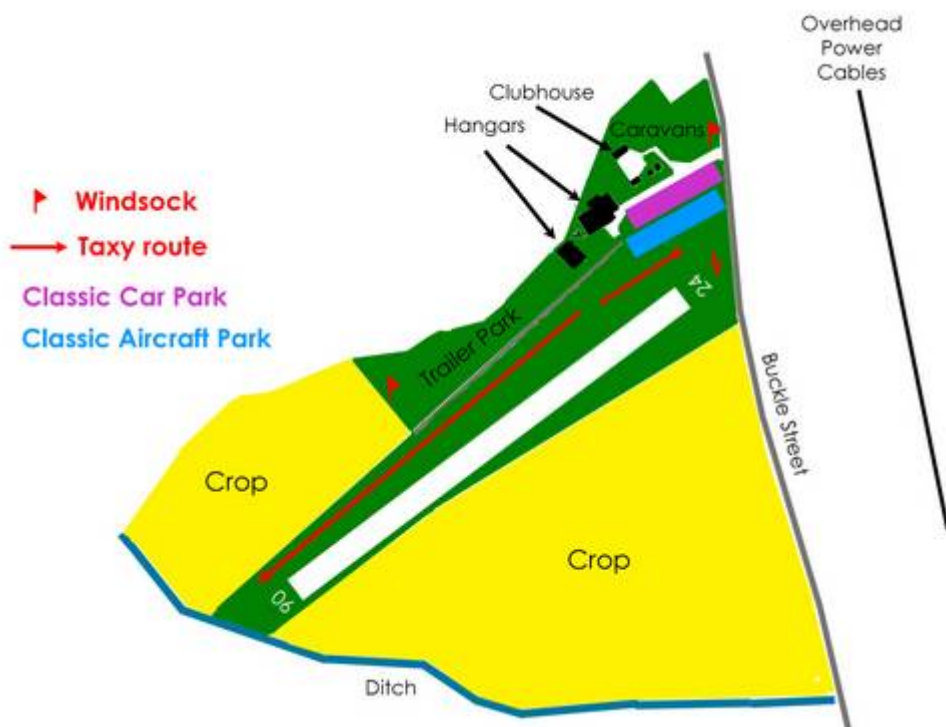 Overhead
Power
Cables
Clubhouse
Hangars
Caravans
Windsock
Taxy route
Classic Car Park
Classic Aircraft Park
24
Trailer Park
Buckle Street
Crop
Crop
06
Ditch